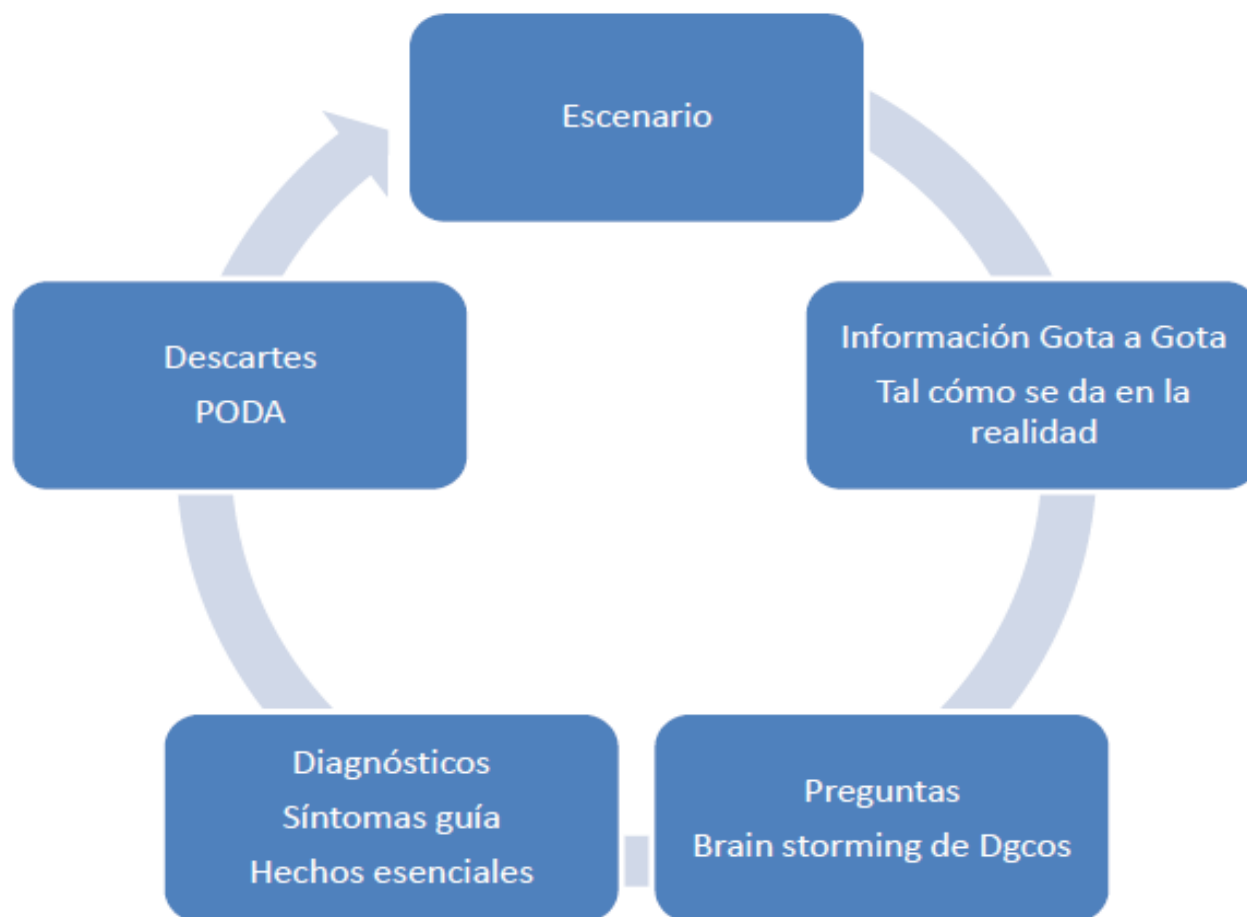 Escenario
Información Gota a Gota
Tal cómo se da en la
realidad
Preguntas
Brain storming de Dgcos
Diagnósticos
Síntomas guía
Hechos esenciales
Descartes
PODA